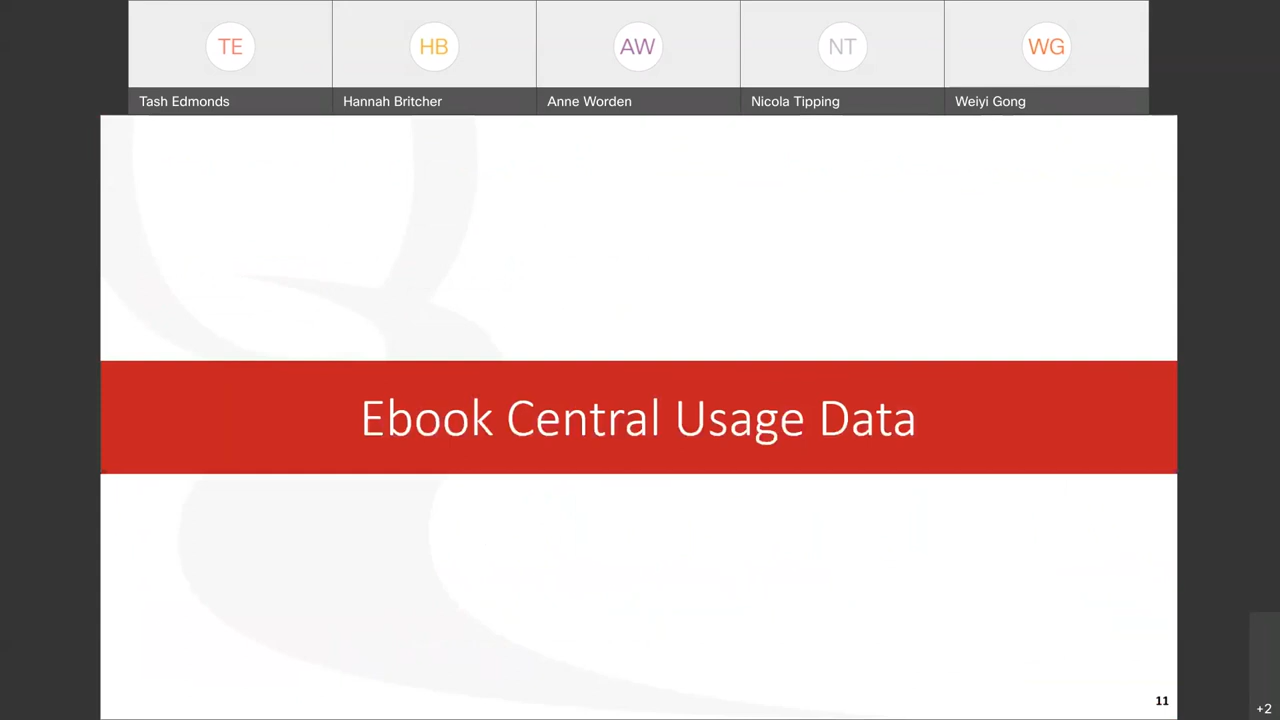 TE
HB
AW
NT
WG
Tash Edmonds
Hannah Britcher
Anne Worden
Nicola Tipping
Weiyi Gong
Ebook Central Usage Data
11
+2